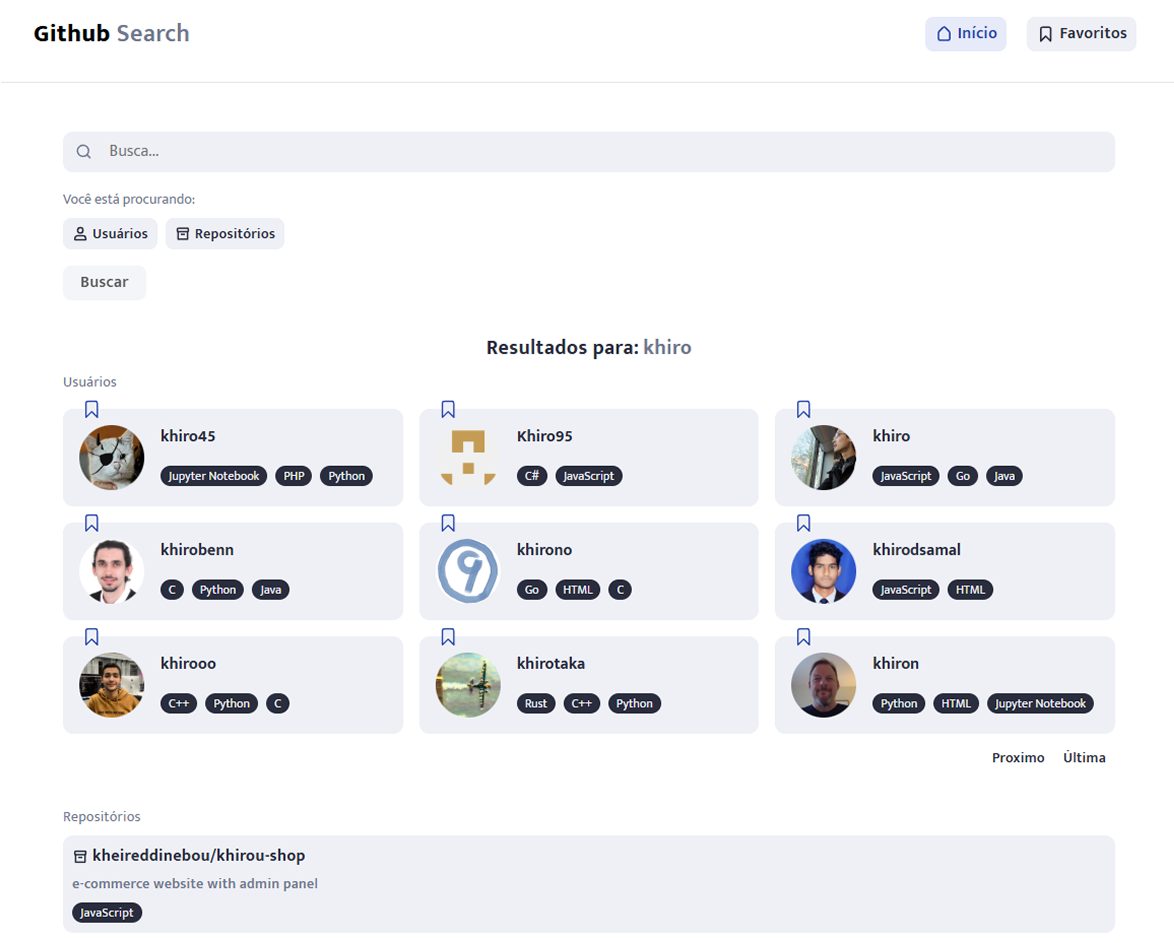 Github Search
Início
Favoritos
Busca...
Você está procurando:
Usuários
Repositórios
Buscar
Resultados para: khiro
Usuários
khiro45
Jupyter Notebook PHP Python
Khiro95
C# JavaScript
khiro
JavaScript Go Java
khirobenn
C Python Java
khirono
Go HTML C
khirodsamal
JavaScript HTML
khirooo
C++ Python C
khirotaka
Rust C++ Python
khiron
Python HTML Jupyter Notebook
Proximo Última
Repositórios
kheireddinebou/khirou-shop
e-commerce website with admin panel
JavaScript